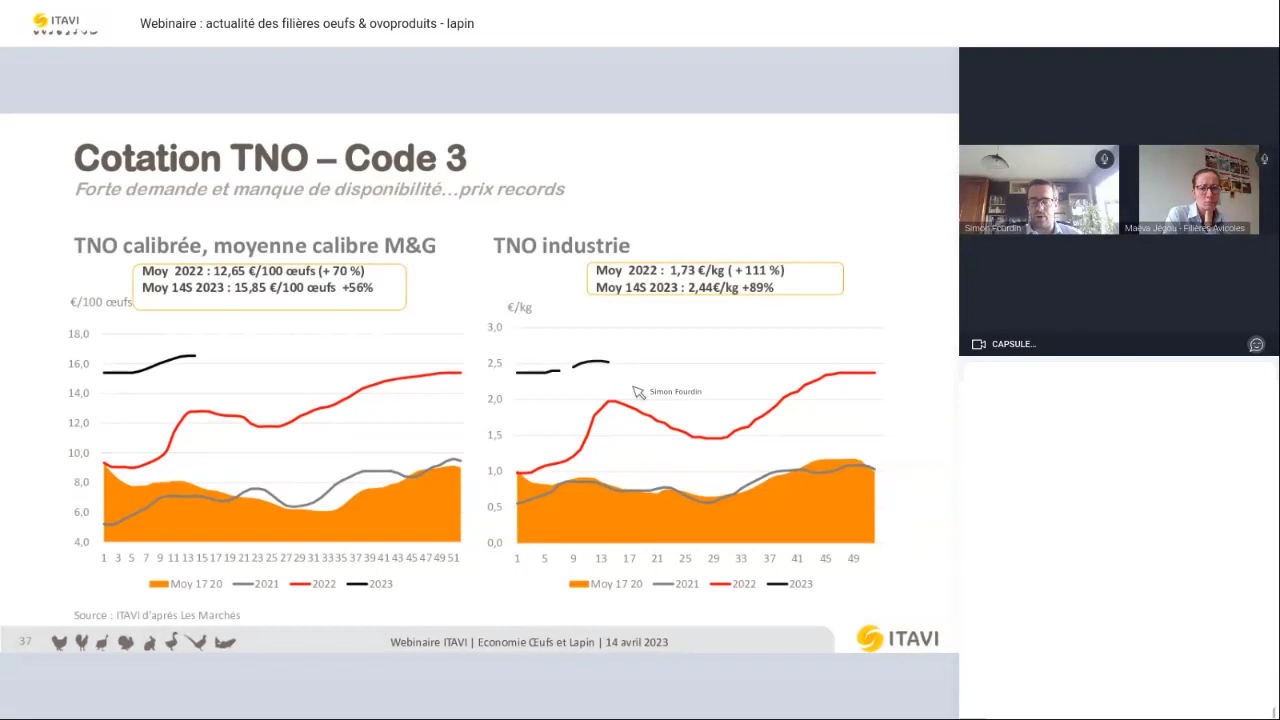 ITAVI
Webinaire : actualité des filières oeufs & ovoproduits - lapin
Cotation TNO – Code 3
Forte demande et manque de disponibilité…prix records
TNO calibrée, moyenne calibre M&G
Moy 2022 : 12,65 €/100 œufs (+ 70 %)
Moy 14S 2023 : 15,85 €/100 œufs +56%
€/100 œufs
18,0
16,0
14,0
12,0
10,0
8,0
6,0
4,0
1 3 5 7 9 11 13 15 17 19 21 23 25 27 29 31 33 35 37 39 41 43 45 47 49 51
Moy 17 20 2021 2022 2023
TNO industrie
Moy 2022 : 1,73 €/kg ( + 111 %)
Moy 14S 2023 : 2,44€/kg +89%
€/kg
3,0
2,5
2,0
1,5
1,0
0,5
0,0
1 5 9 13 17 21 25 29 33 37 41 45 49
Moy 17 20 2021 2022 2023
Simon Fourdin
Source : ITAVI d'après Les Marchés
37
Webinaire ITAVI | Economie Œufs et Lapin | 14 avril 2023
ITAVI
Simon Fourdin
Maéva Jégou - Filières Avicoles
CAPSULE...